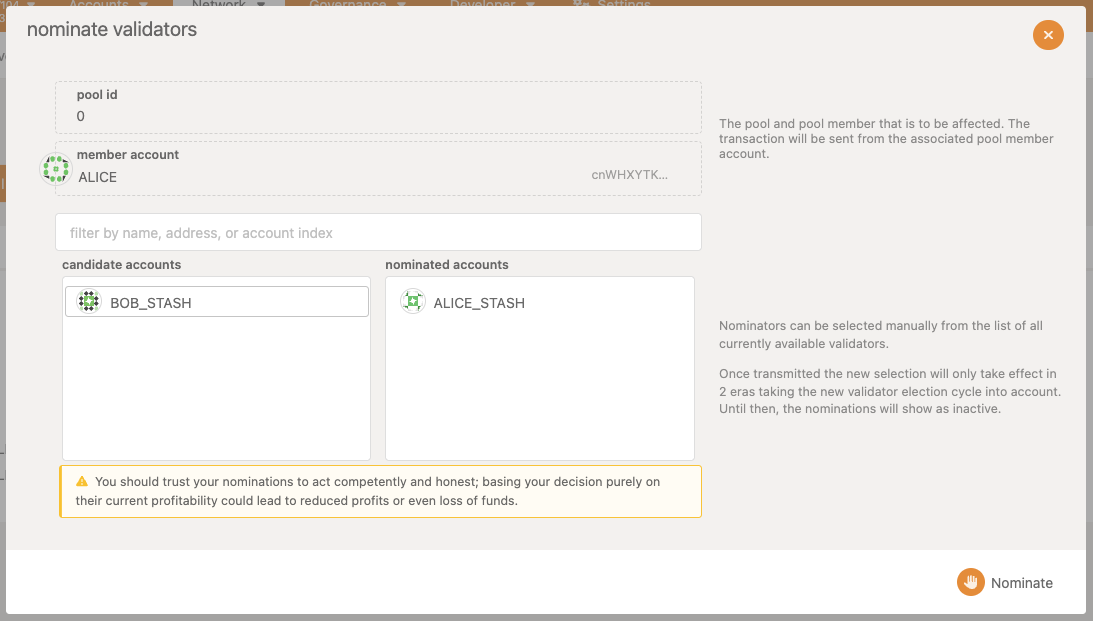 Accounts Network Governance Developer Settings
nominate validators
pool id
0
The pool and pool member that is to be affected. The
transaction will be sent from the associated pool member
account.
member account
ALICE cnWHXYTK...
filter by name, address, or account index
candidate accounts nominated accounts
BOB_STASH ALICE_STASH
Nominators can be selected manually from the list of all
currently available validators.
Once transmitted the new selection will only take effect in
2 eras taking the new validator election cycle into account.
Until then, the nominations will show as inactive.
You should trust your nominations to act competently and honest; basing your decision purely on
their current profitability could lead to reduced profits or even loss of funds.
Nominate